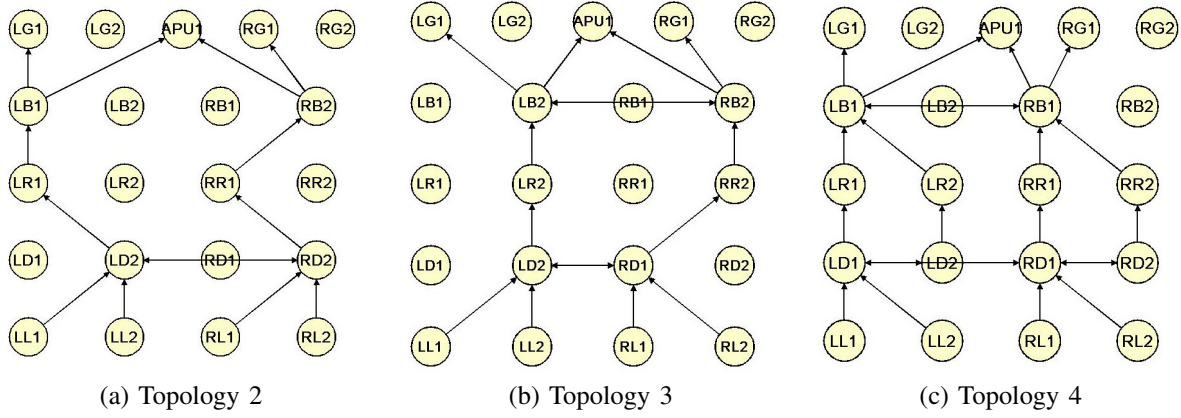 LG1 LG2 APU1 RG1 RG2
LB1 LB2 RB1 RB2
LR1 LR2 RR1 RR2
LD1 LD2 RD1 RD2
LL1 LL2 RL1 RL2
(a) Topology 2
LG1 LG2 APU1 RG1 RG2
LB1 LB2 RB1 RB2
LR1 LR2 RR1 RR2
LD1 LD2 RD1 RD2
LL1 LL2 RL1 RL2
(b) Topology 3
LG1 LG2 APU1 RG1 RG2
LB1 LB2 RB1 RB2
LR1 LR2 RR1 RR2
LD1 LD2 RD1 RD2
LL1 LL2 RL1 RL2
(c) Topology 4